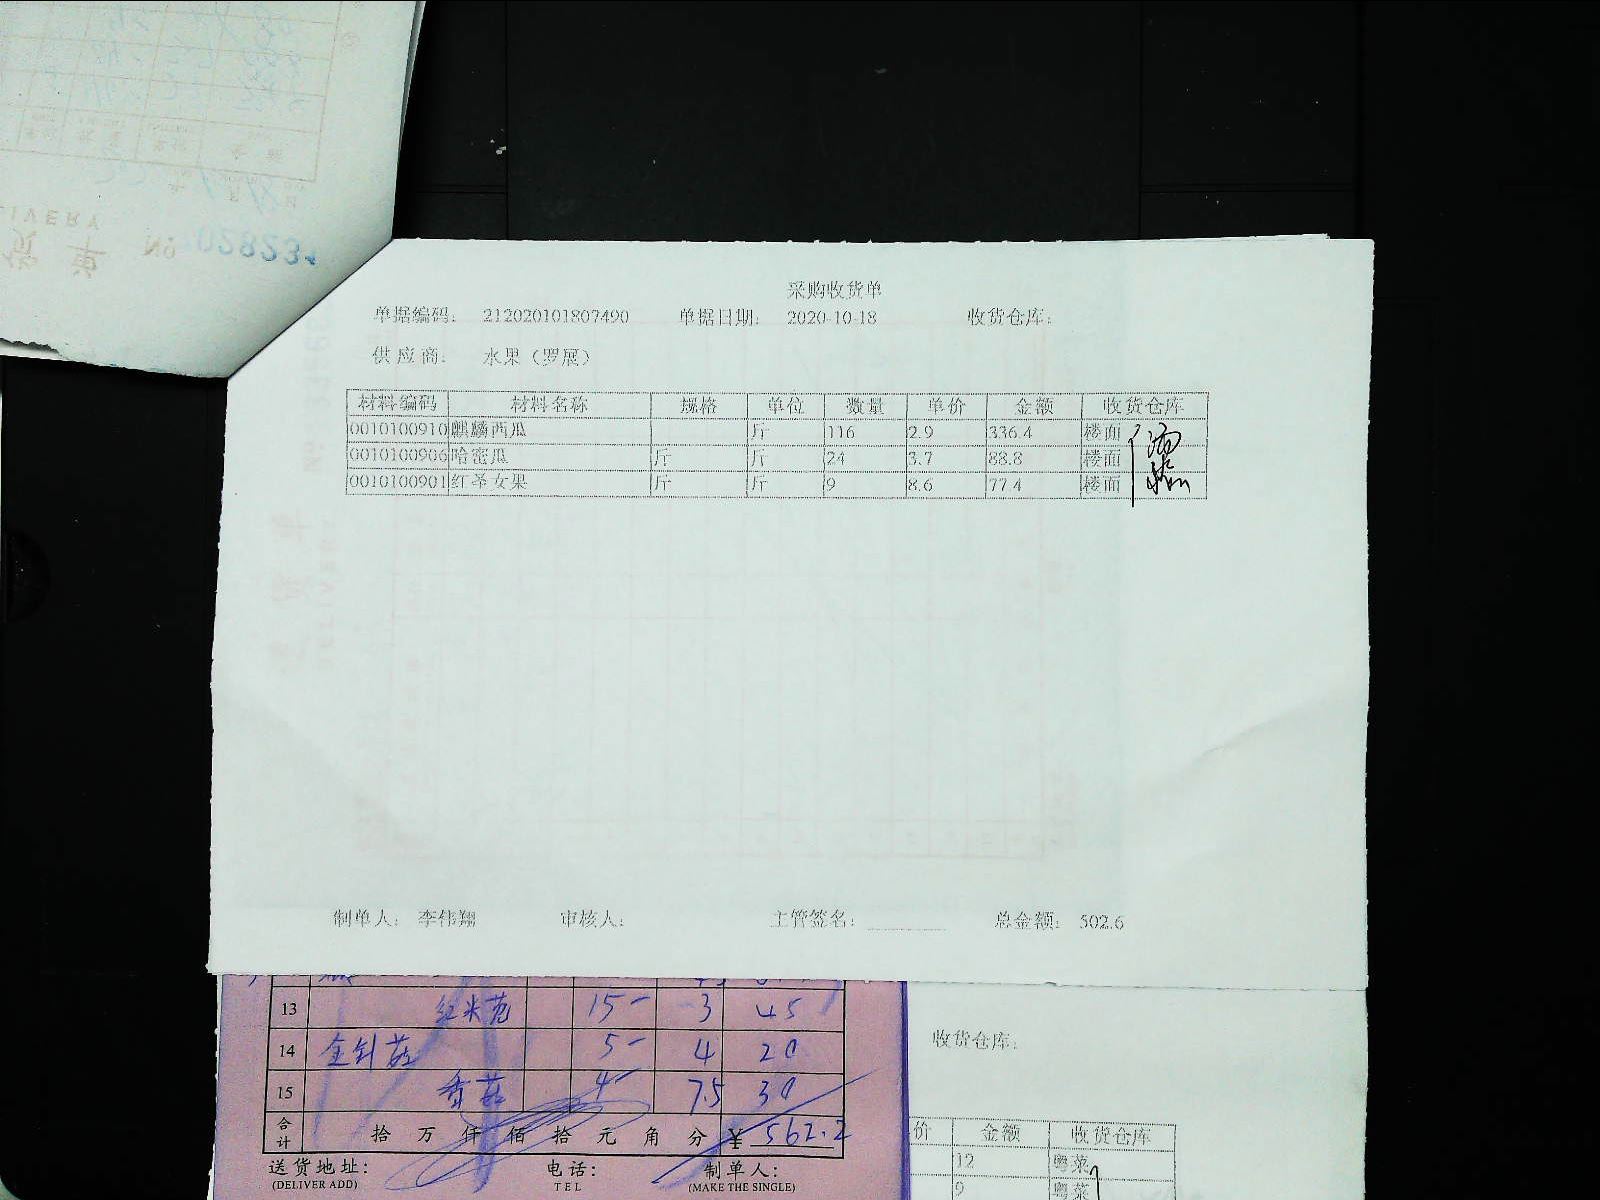 采购收货单
单据编码： 212020101807490 单据日期： 2020-10-18 收货仓库：
供应商： 水果（罗展）
材料编码 材料名称 规格 单位 数量 单价 金额 收货仓库
0010100910 麒麟西瓜 斤 116 2.9 336.4 楼面
0010100906 哈密瓜 斤 斤 24 3.7 88.8 楼面
0010100901 红圣女果 斤 斤 9 8.6 77.4 楼面
制单人： 李伟翔 审核人： 主管签名： 总金额： 502.6
13 红米苋 15- 3 45
14 金针菇 5- 4 20
15 香菇 4- 7.5 30
合计 拾 万 仟 佰 拾 元 角 分 ¥ 562.2
送货地址： 电话： 制单人：
(DELIVER ADD) TEL (MAKE THE SINGLE)
收货仓库：
价 金额 收货仓库
12 粤菜
9 粤菜